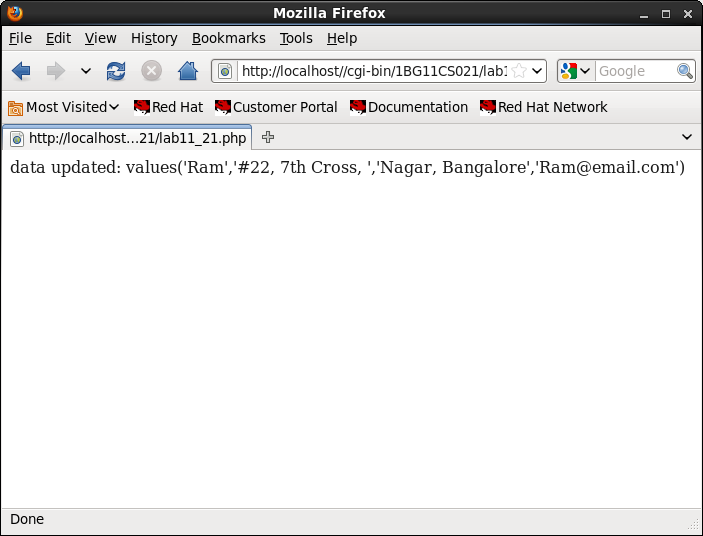 Mozilla Firefox
File Edit View History Bookmarks Tools Help
http://localhost//cgi-bin/1BG11CS021/lab1 Google
Most Visited Red Hat Customer Portal Documentation Red Hat Network
http://localhost...21/lab11_21.php
data updated: values('Ram','#22, 7th Cross, ','Nagar, Bangalore','Ram@email.com')
Done